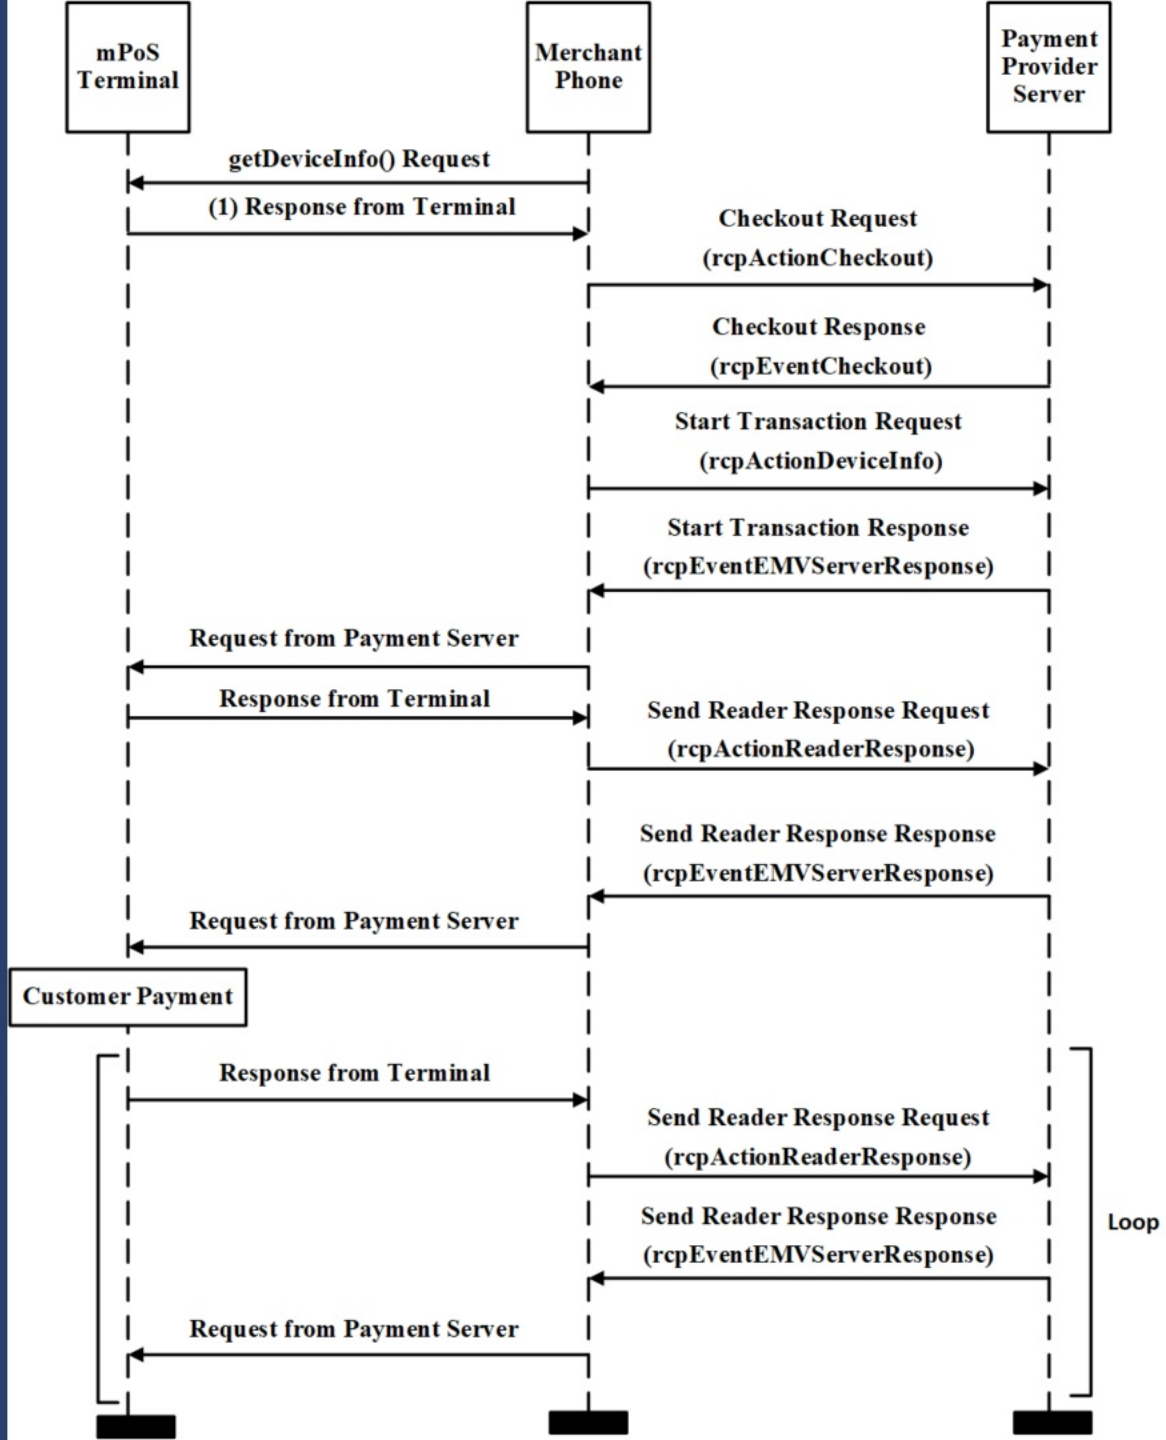 mPoS
Terminal
Merchant
Phone
Payment
Provider
Server
getDeviceInfo() Request
(1) Response from Terminal
Checkout Request
(rcpActionCheckout)
Checkout Response
(rcpEventCheckout)
Start Transaction Request
(rcpActionDeviceInfo)
Start Transaction Response
(rcpEventEMVServerResponse)
Request from Payment Server
Response from Terminal
Send Reader Response Request
(rcpActionReaderResponse)
Send Reader Response Response
(rcpEventEMVServerResponse)
Request from Payment Server
Customer Payment
Response from Terminal
Send Reader Response Request
(rcpActionReaderResponse)
Send Reader Response Response
(rcpEventEMVServerResponse)
Loop
Request from Payment Server